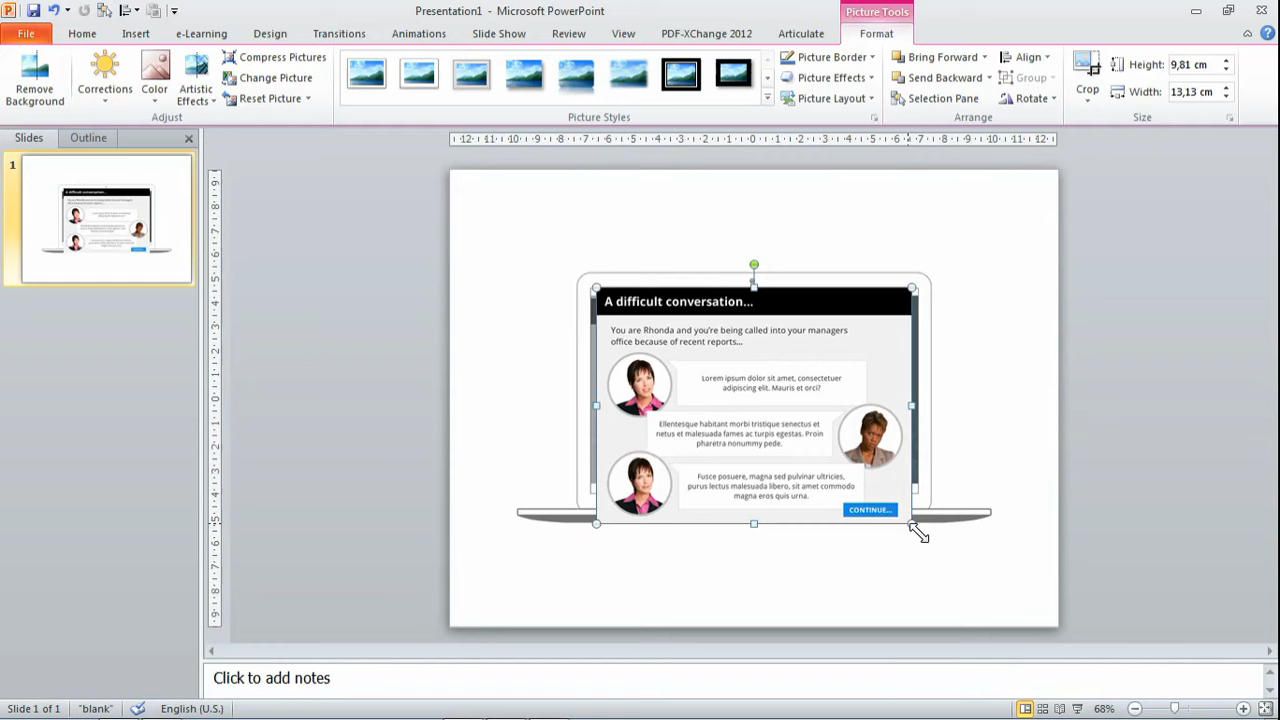 Presentation1 - Microsoft PowerPoint
Picture Tools
File
Home
Insert
e-Learning
Design
Transitions
Animations
Slide Show
Review
View
PDF-XChange 2012
Articulate
Format
Remove
Background
Corrections
Color
Artistic
Effects
Compress Pictures
Change Picture
Reset Picture
Adjust
Picture Styles
Picture Border
Picture Effects
Picture Layout
Bring Forward
Send Backward
Selection Pane
Align
Group
Rotate
Arrange
Crop
Height:
9,81 cm
Width:
13,13 cm
Size
Slides
Outline
1
A difficult conversation...
You are Rhonda and you're being called into your managers
office because of recent reports...
Lorem ipsum dolor sit amet, consectetuer
adipiscing elit. Mauris et orci?
Ellentesque habitant morbi tristique senectus et
netus et malesuada fames ac turpis egestas. Proin
pharetra nonummy pede.
Fusce posuere, magna sed pulvinar ultricies,
purus lectus malesuada libero, sit amet commodo
magna eros quis urna.
CONTINUE...
Click to add notes
Slide 1 of 1
"blank"
English (U.S.)
68%